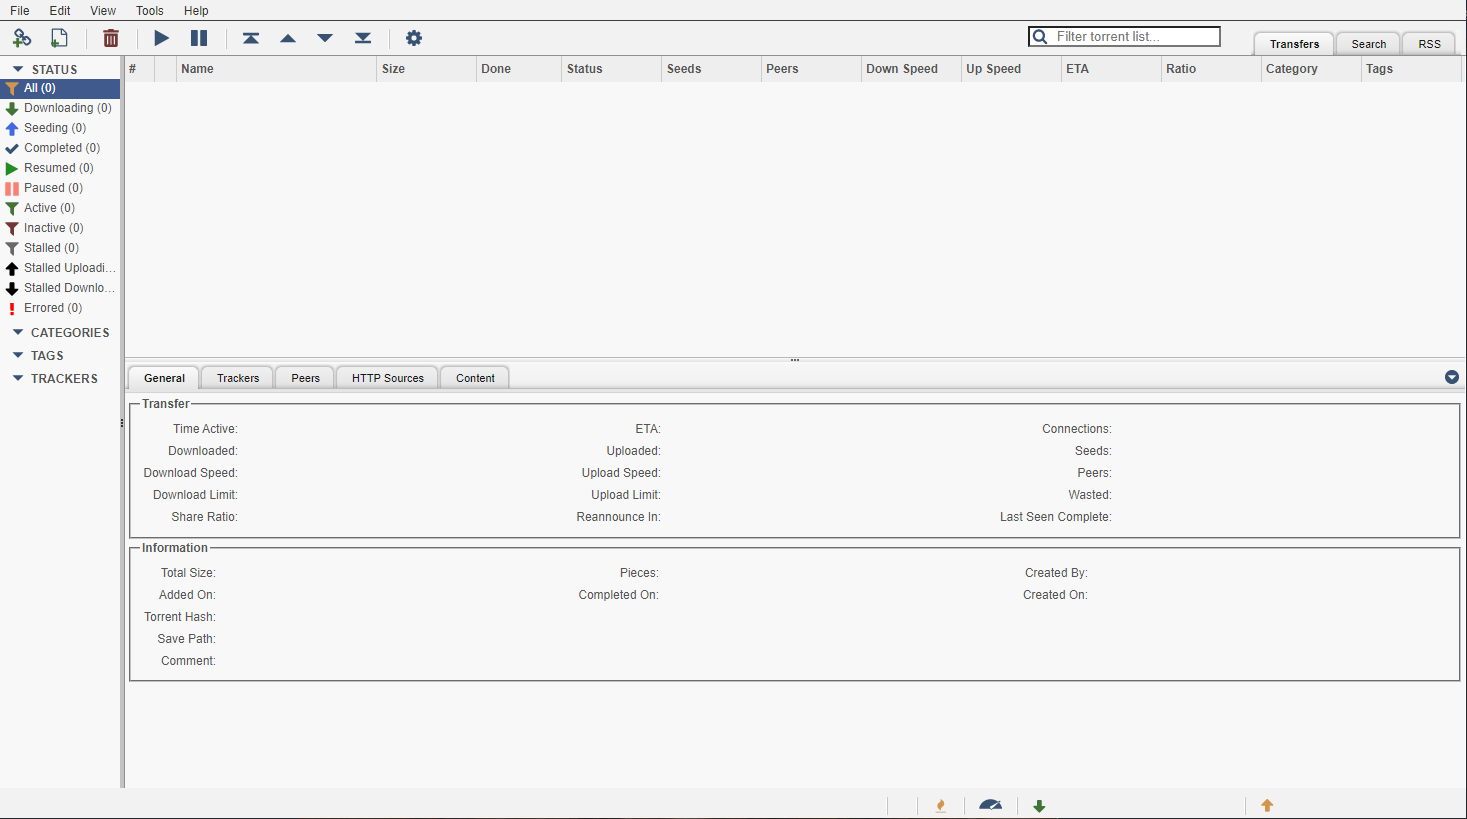 File Edit View Tools Help
Filter torrent list...
Transfers Search RSS
STATUS
All (0)
Downloading (0)
Seeding (0)
Completed (0)
Resumed (0)
Paused (0)
Active (0)
Inactive (0)
Stalled (0)
Stalled Uploadi...
Stalled Downlo...
Errored (0)
CATEGORIES
TAGS
TRACKERS
# Name Size Done Status Seeds Peers Down Speed Up Speed ETA Ratio Category Tags
General Trackers Peers HTTP Sources Content
Transfer
Time Active: ETA: Connections:
Downloaded: Uploaded: Seeds:
Download Speed: Upload Speed: Peers:
Download Limit: Upload Limit: Wasted:
Share Ratio: Reannounce In: Last Seen Complete:
Information
Total Size: Pieces: Created By:
Added On: Completed On: Created On:
Torrent Hash:
Save Path:
Comment: